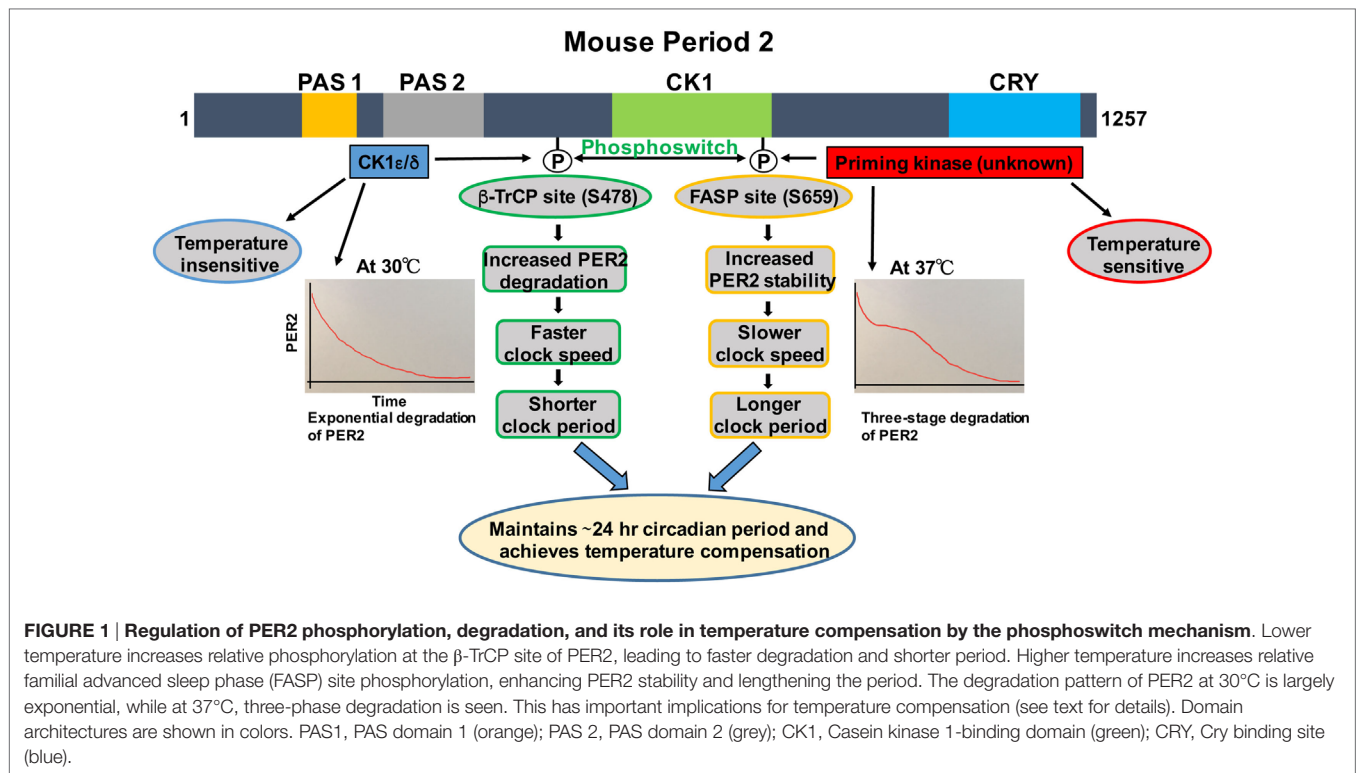 Mouse Period 2
PAS 1
PAS 2
CK1
CRY
1
1257
CK1ε/δ
P
Phosphoswitch
P
Priming kinase (unknown)
β-TrCP site (S478)
FASP site (S659)
Temperature
insensitive
At 30℃
PER2
Time
Exponential degradation
of PER2
Increased PER2
degradation
Faster
clock speed
Shorter
clock period
Increased
PER2 stability
Slower
clock speed
Longer
clock period
At 37℃
Three-stage degradation
of PER2
Temperature
sensitive
Maintains ~24 hr circadian period and
achieves temperature compensation
FIGURE 1 | Regulation of PER2 phosphorylation, degradation, and its role in temperature compensation by the phosphoswitch mechanism. Lower
temperature increases relative phosphorylation at the β-TrCP site of PER2, leading to faster degradation and shorter period. Higher temperature increases relative
familial advanced sleep phase (FASP) site phosphorylation, enhancing PER2 stability and lengthening the period. The degradation pattern of PER2 at 30°C is largely
exponential, while at 37°C, three-phase degradation is seen. This has important implications for temperature compensation (see text for details). Domain
architectures are shown in colors. PAS1, PAS domain 1 (orange); PAS 2, PAS domain 2 (grey); CK1, Casein kinase 1-binding domain (green); CRY, Cry binding site
(blue).